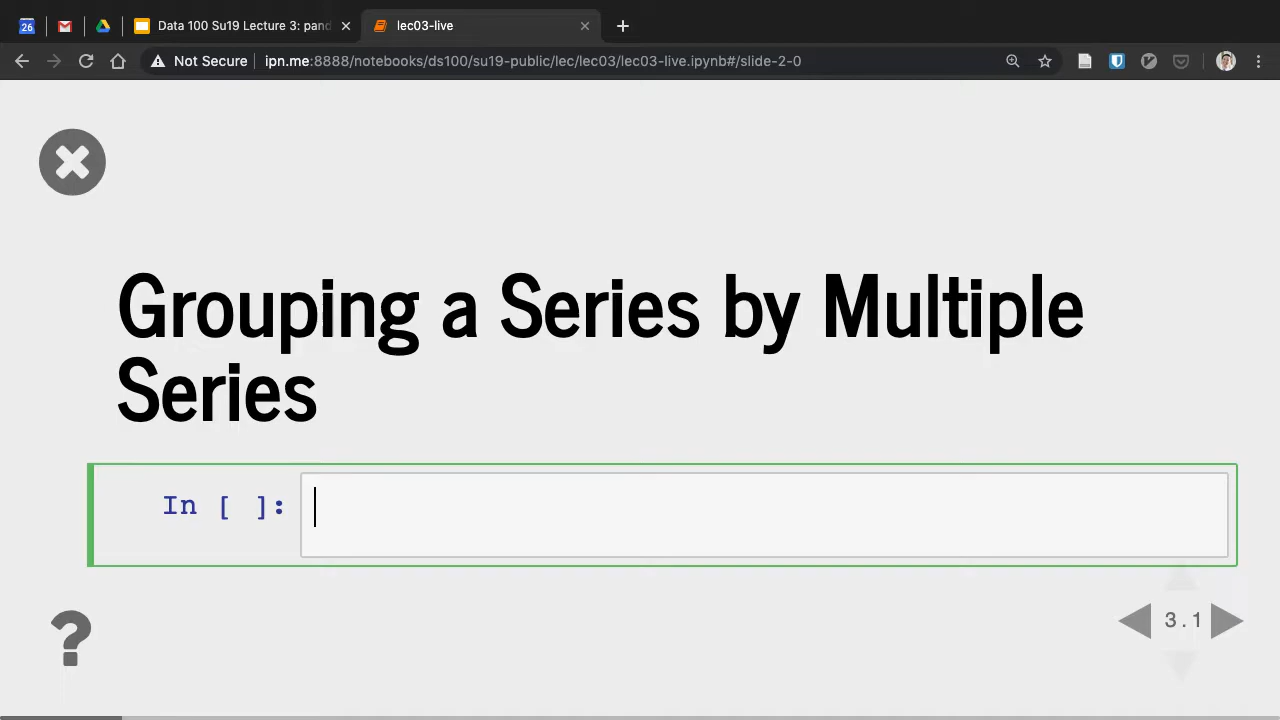 26
Data 100 Su19 Lecture 3: pand
lec03-live
Not Secure
ipn.me:8888/notebooks/ds100/su19-public/lec/lec03/lec03-live.ipynb#/slide-2-0
Grouping a Series by Multiple
Series
In [ ]:
?
3.1